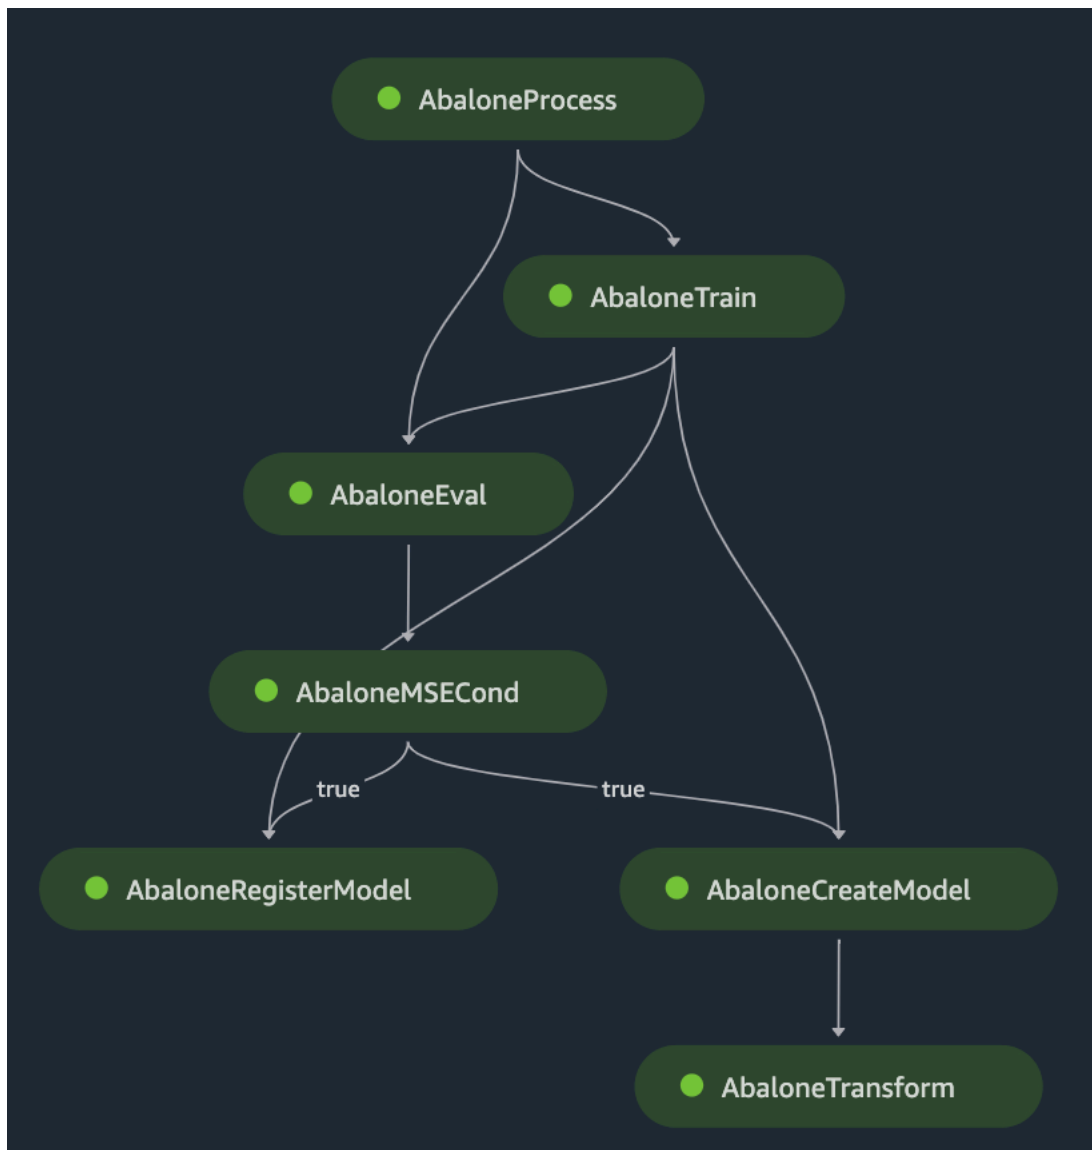 AbaloneProcess
AbaloneTrain
AbaloneEval
AbaloneMSECond
true
true
AbaloneRegisterModel
AbaloneCreateModel
AbaloneTransform